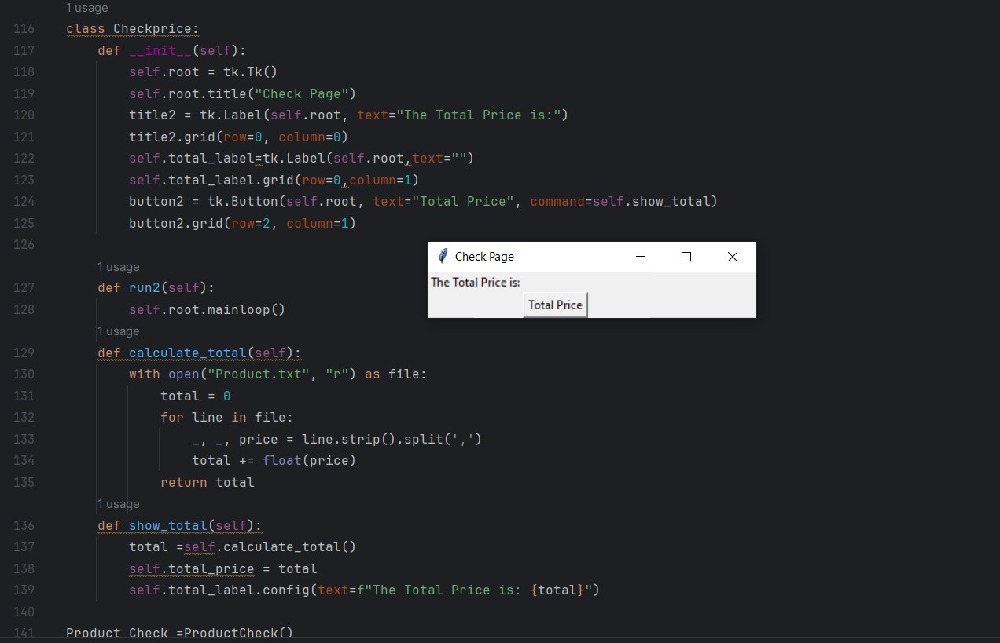 1 usage
116 class Checkprice:
117 def __init__(self):
118 self.root = tk.Tk()
119 self.root.title("Check Page")
120 title2 = tk.Label(self.root, text="The Total Price is:")
121 title2.grid(row=0, column=0)
122 self.total_label=tk.Label(self.root,text="")
123 self.total_label.grid(row=0,column=1)
124 button2 = tk.Button(self.root, text="Total Price", command=self.show_total)
125 button2.grid(row=2, column=1)
126
Check Page
The Total Price is:
Total Price
1 usage
127 def run2(self):
128 self.root.mainloop()
1 usage
129 def calculate_total(self):
130 with open("Product.txt", "r") as file:
131 total = 0
132 for line in file:
133 _, _, price = line.strip().split(',')
134 total += float(price)
135 return total
1 usage
136 def show_total(self):
137 total =self.calculate_total()
138 self.total_price = total
139 self.total_label.config(text=f"The Total Price is: {total}")
140
141 Product_Check =ProductCheck()